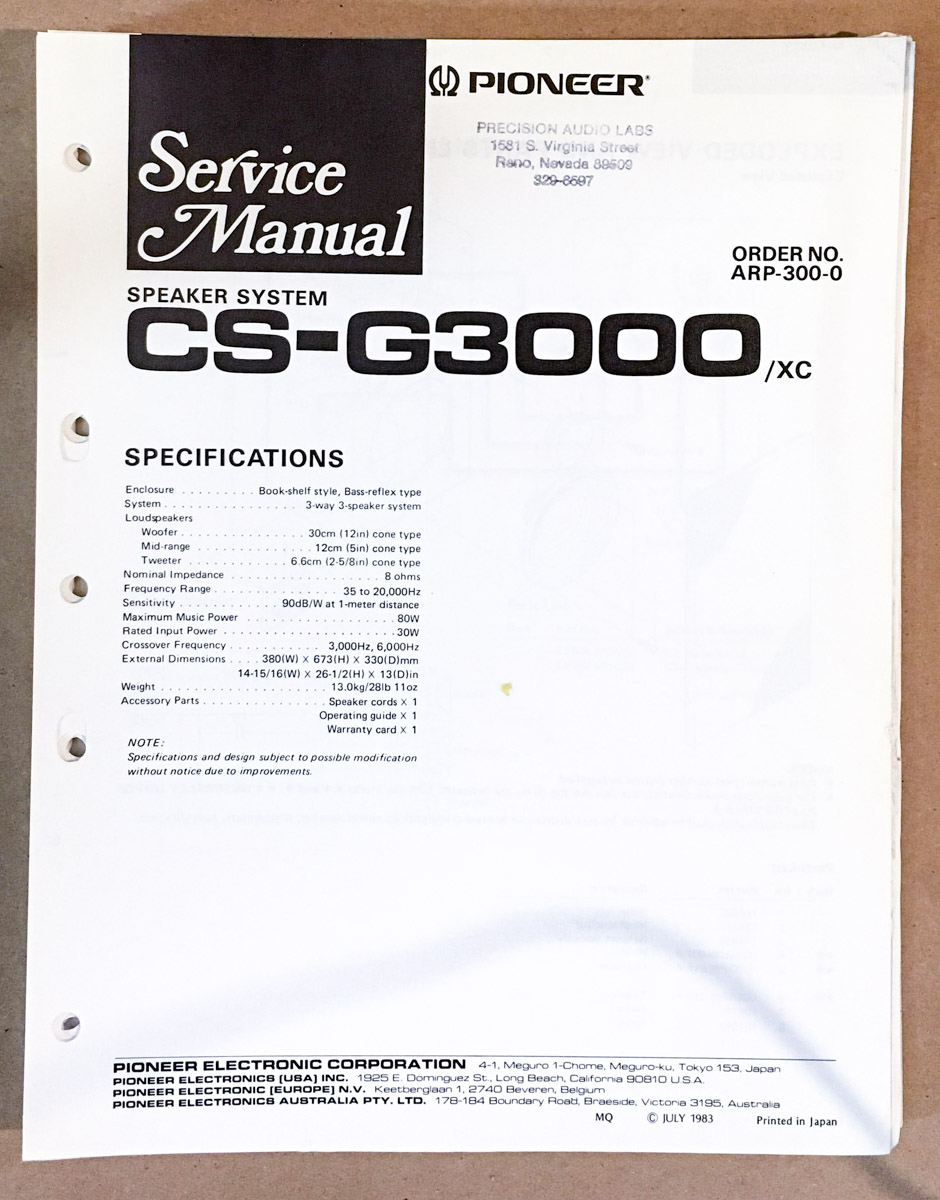 Service
Manual
PIONEER
PRECISION AUDIO LABS
1581 S. Virginia Street
Reno, Nevada 89509
329-6597
ORDER NO.
ARP-300-0
SPEAKER SYSTEM
CS-G3000/XC
SPECIFICATIONS
Enclosure . . . . . . . . . Book-shelf style, Bass-reflex type
System . . . . . . . . . . . . . . . . 3-way 3-speaker system
Loudspeakers
Woofer . . . . . . . . . . . . . . . 30cm (12in) cone type
Mid-range . . . . . . . . . . . . . 12cm (5in) cone type
Tweeter . . . . . . . . . . . . 6.6cm (2-5/8in) cone type
Nominal Impedance . . . . . . . . . . . . . . . . . . 8 ohms
Frequency Range . . . . . . . . . . . . . . . 35 to 20,000Hz
Sensitivity . . . . . . . . . . . 90dB/W at 1-meter distance
Maximum Music Power . . . . . . . . . . . . . . . . . . 80W
Rated Input Power . . . . . . . . . . . . . . . . . . . . 30W
Crossover Frequency . . . . . . . . . . . 3,000Hz, 6,000Hz
External Dimensions . . . . 380(W) X 673(H) X 330(D)mm
14-15/16(W) X 26-1/2(H) X 13(D)in
Weight . . . . . . . . . . . . . . . . . . . . 13.0kg/28lb 11oz
Accessory Parts . . . . . . . . . . . . . . . Speaker cords X 1
Operating guide X 1
Warranty card X 1
NOTE:
Specifications and design subject to possible modification
without notice due to improvements.
PIONEER ELECTRONIC CORPORATION 4-1, Meguro 1-Chome, Meguro-ku, Tokyo 153, Japan
PIONEER ELECTRONICS (USA) INC. 1925 E. Dominguez St., Long Beach, California 90810 U.S.A.
PIONEER ELECTRONIC (EUROPE) N.V. Keetberglaan 1, 2740 Beveren, Belgium
PIONEER ELECTRONICS AUSTRALIA PTY. LTD. 178-184 Boundary Road, Braeside, Victoria 3195, Australia
MQ © JULY 1983 Printed in Japan